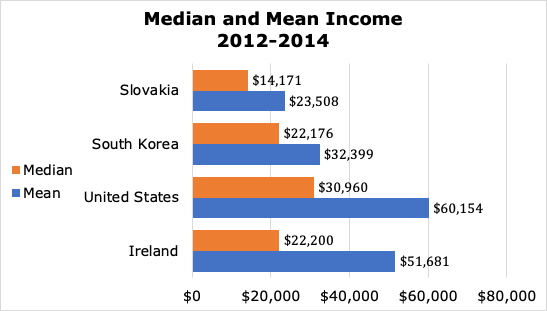 Median and Mean Income
2012-2014
Slovakia
$14,171
$23,508
South Korea
$22,176
$32,399
Median
Mean
United States
$30,960
$60,154
Ireland
$22,200
$51,681
$0 $20,000 $40,000 $60,000 $80,000